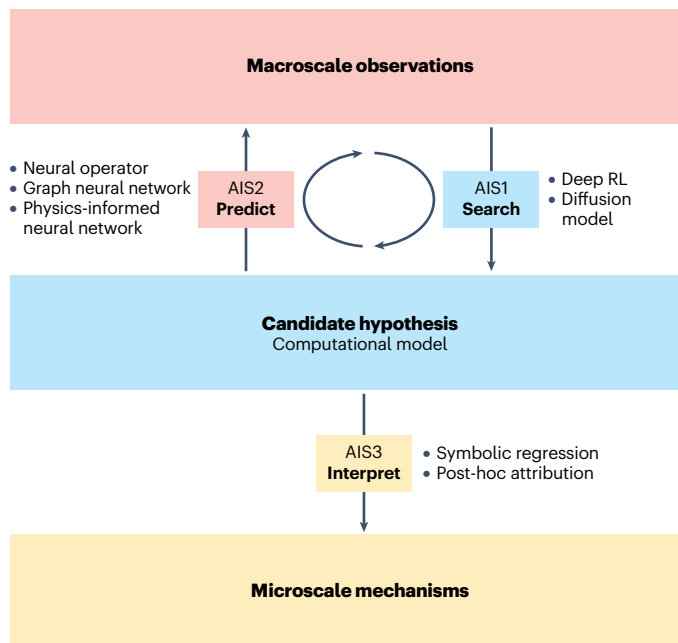 Macroscale observations
• Neural operator
• Graph neural network
• Physics-informed
neural network
AIS2
Predict
AIS1
Search
• Deep RL
• Diffusion
model
Candidate hypothesis
Computational model
AIS3
Interpret
• Symbolic regression
• Post-hoc attribution
Microscale mechanisms